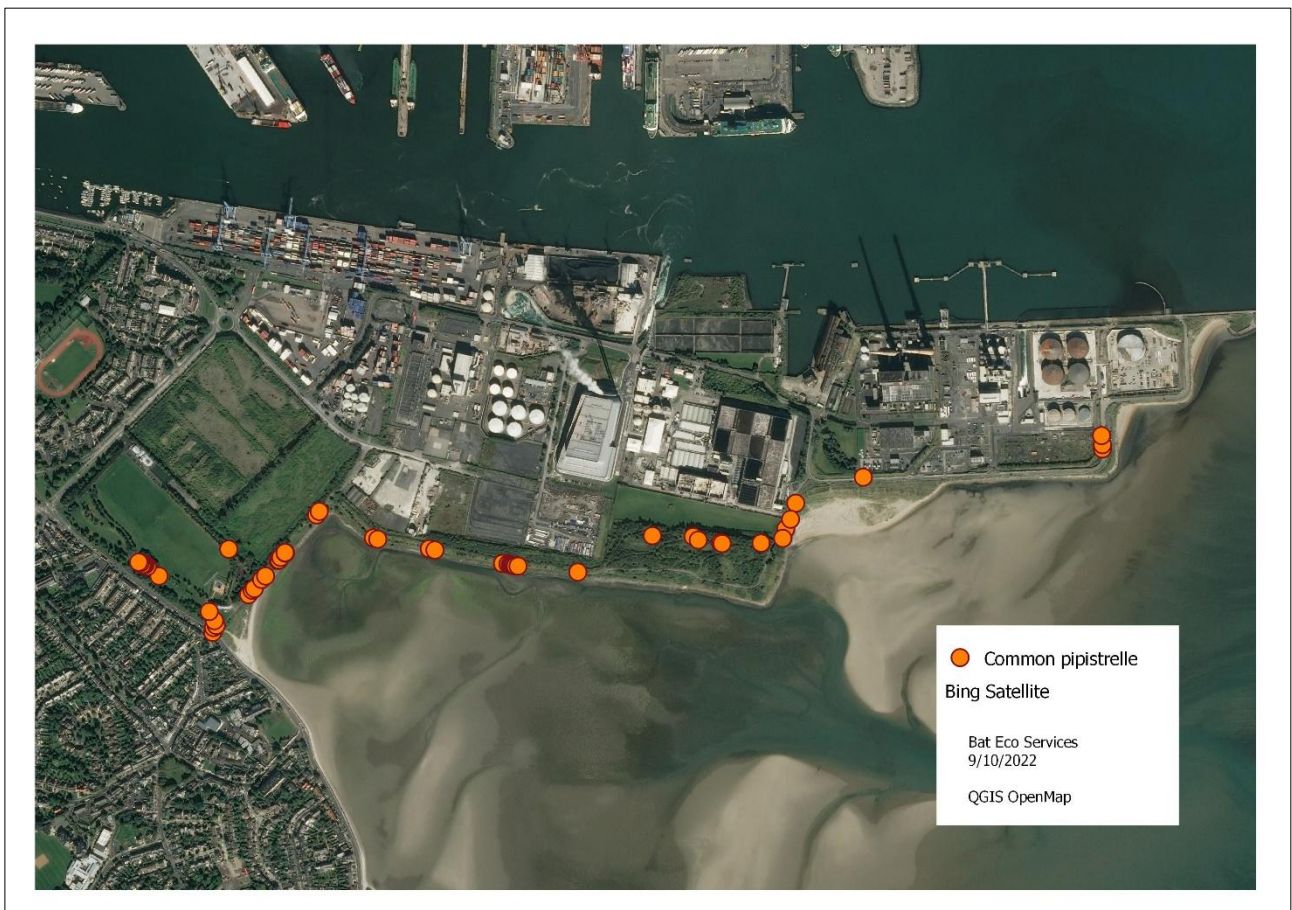 Common pipistrelle
Bing Satellite
Bat Eco Services
9/10/2022
QGIS OpenMap